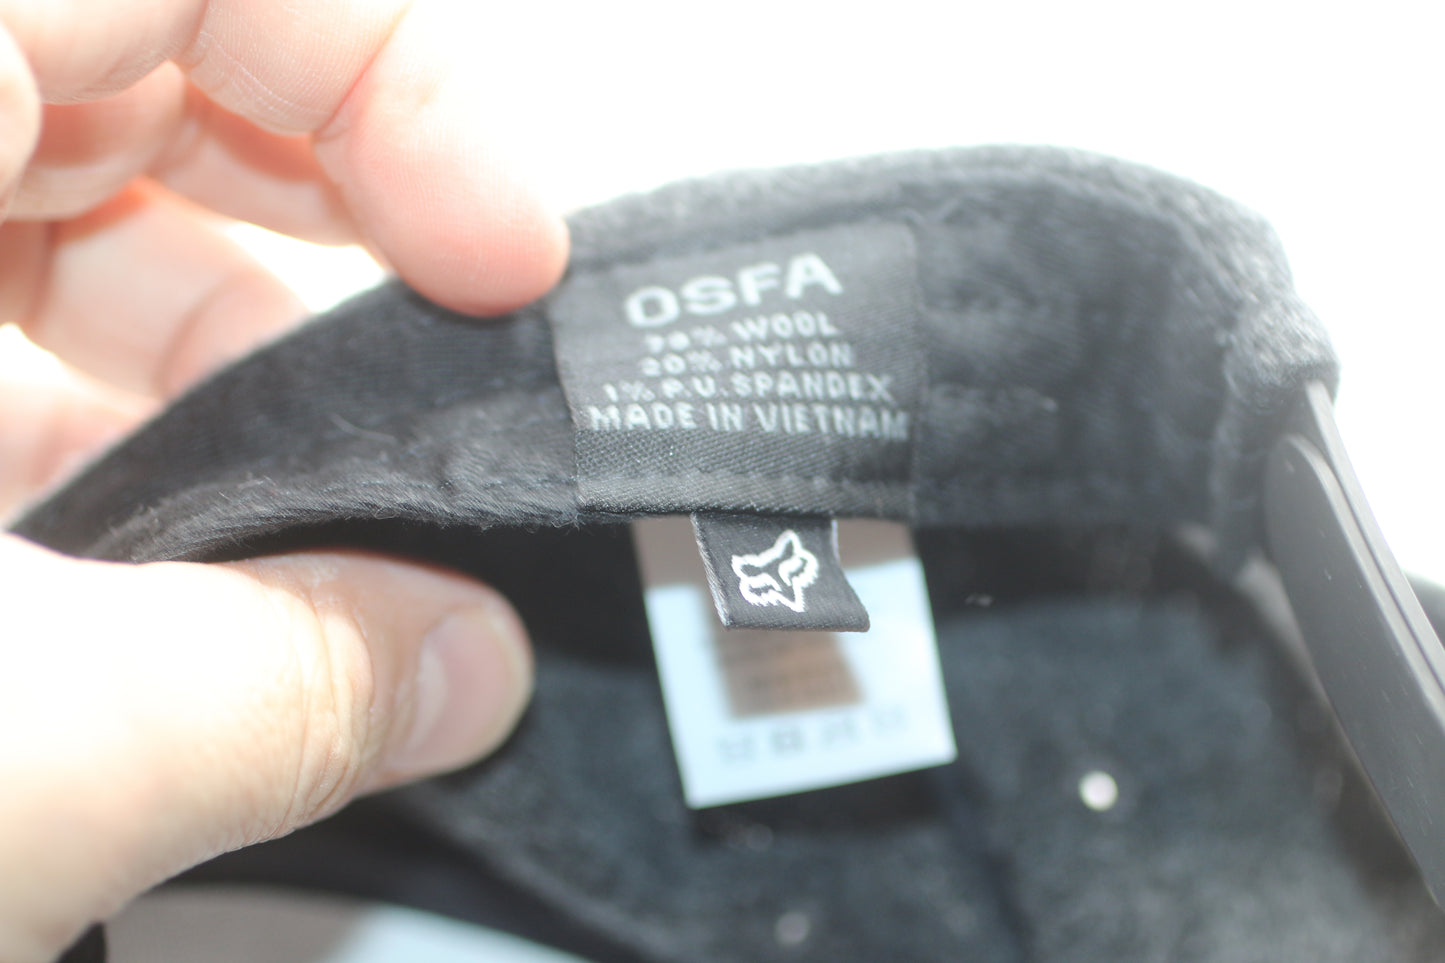 OSFA
79% WOOL
20% NYLON
1% P.U. SPANDEX
MADE IN VIETNAM